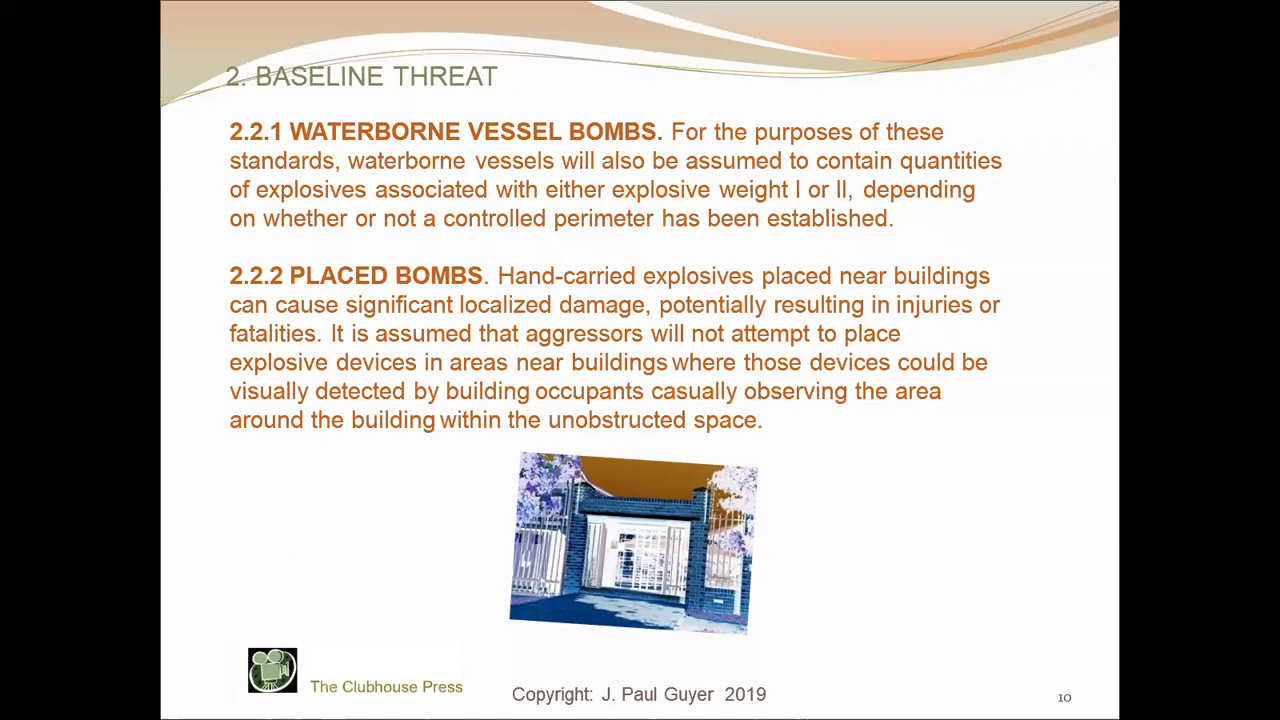 2. BASELINE THREAT
2.2.1 WATERBORNE VESSEL BOMBS. For the purposes of these
standards, waterborne vessels will also be assumed to contain quantities
of explosives associated with either explosive weight I or II, depending
on whether or not a controlled perimeter has been established.
2.2.2 PLACED BOMBS. Hand-carried explosives placed near buildings
can cause significant localized damage, potentially resulting in injuries or
fatalities. It is assumed that aggressors will not attempt to place
explosive devices in areas near buildings where those devices could be
visually detected by building occupants casually observing the area
around the building within the unobstructed space.
The Clubhouse Press
Copyright: J. Paul Guyer 2019
10